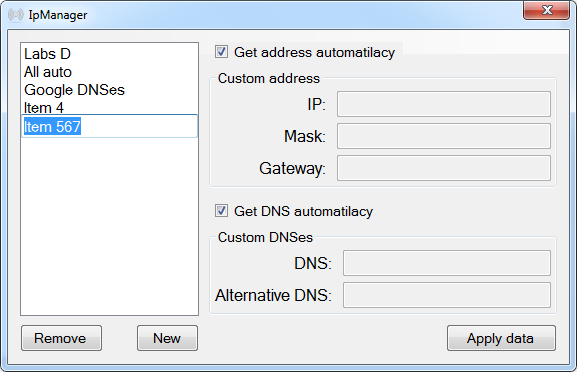 IpManager
Labs D
All auto
Google DNSes
Item 4
Item 567
Remove
New
Get address automatilacy
Custom address
IP:
Mask:
Gateway:
Get DNS automatilacy
Custom DNSes
DNS:
Alternative DNS:
Apply data